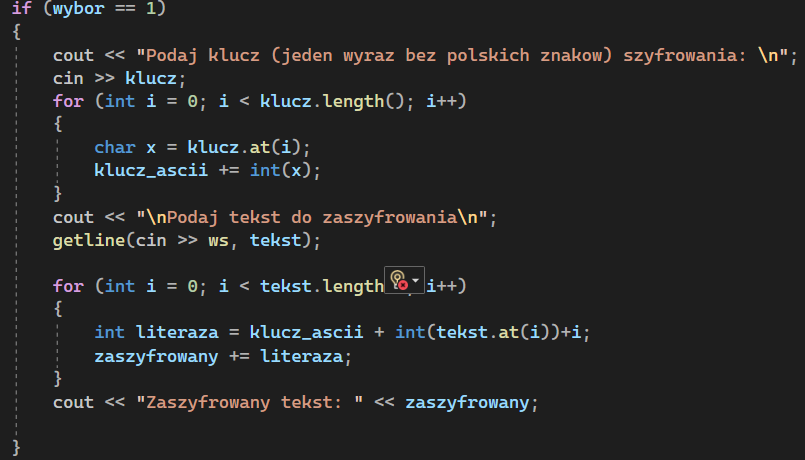 if (wybor == 1)
{
cout << "Podaj klucz (jeden wyraz bez polskich znakow) szyfrowania: \n";
cin >> klucz;
for (int i = 0; i < klucz.length(); i++)
{
char x = klucz.at(i);
klucz_ascii += int(x);
}
cout << "\nPodaj tekst do zaszyfrowania\n";
getline(cin >> ws, tekst);
for (int i = 0; i < tekst.length i++)
{
int literaza = klucz_ascii + int(tekst.at(i))+i;
zaszyfrowany += literaza;
}
cout << "Zaszyfrowany tekst: " << zaszyfrowany;
}